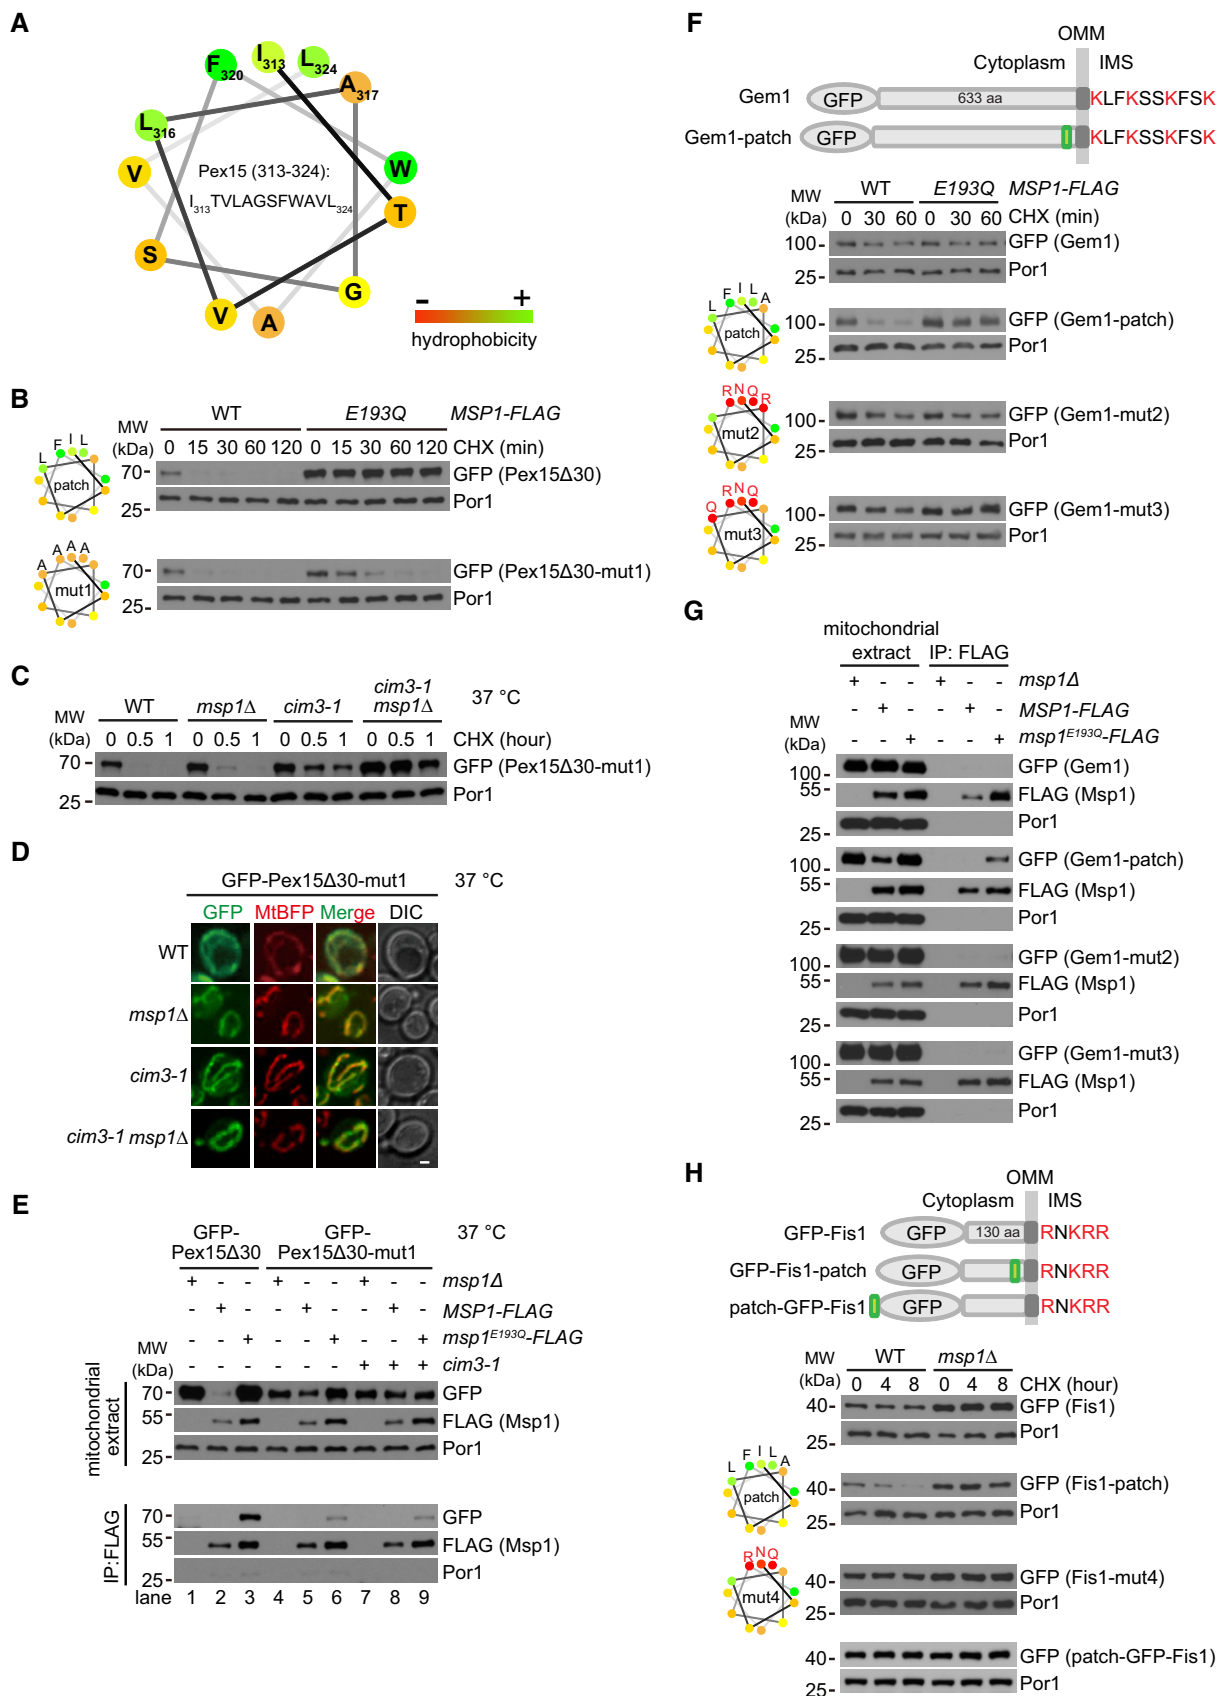 A
F320
I313
L324
A317
L316
V
W
Pex15 (313-324):
I313TVLAGSFWAVL324
T
S
G
V
A
- +
hydrophobicity
B
MW
(kDa)
WT E193Q MSP1-FLAG
0 15 30 60 120 0 15 30 60 120 CHX (min)
L F I L
patch
70- GFP (Pex15Δ30)
25- Por1
A A A A
mut1
70- GFP (Pex15Δ30-mut1)
25- Por1
C
MW
(kDa)
WT msp1Δ cim3-1 cim3-1 msp1Δ 37 °C
0 0.5 1 0 0.5 1 0 0.5 1 0 0.5 1 CHX (hour)
70- GFP (Pex15Δ30-mut1)
25- Por1
D
GFP-Pex15Δ30-mut1 37 °C
GFP MtBFP Merge DIC
WT
msp1Δ
cim3-1
cim3-1 msp1Δ
E
GFP-Pex15Δ30 GFP-Pex15Δ30-mut1 37 °C
+ - - + - - + - - msp1Δ
- + - - + - - + - MSP1-FLAG
- - + - - + - - + msp1E193Q-FLAG
- - - - - - + + + cim3-1
MW
(kDa)
mitochondrial
extract
70- GFP
55- FLAG (Msp1)
25- Por1
IP:FLAG
70- GFP
55- FLAG (Msp1)
25- Por1
lane 1 2 3 4 5 6 7 8 9
F
OMM
Cytoplasm IMS
Gem1 GFP 633 aa KLFKSSKFSK
Gem1-patch GFP KLFKSSKFSK
MW
(kDa)
WT E193Q MSP1-FLAG
0 30 60 0 30 60 CHX (min)
100- GFP (Gem1)
25- Por1
L F I L A
patch
100- GFP (Gem1-patch)
25- Por1
R N Q R
mut2
100- GFP (Gem1-mut2)
25- Por1
Q R N Q
mut3
100- GFP (Gem1-mut3)
25- Por1
G
mitochondrial
extract IP: FLAG
+ - - + - - msp1Δ
- + - - + - MSP1-FLAG
- - + - - + msp1E193Q-FLAG
MW
(kDa)
100- GFP (Gem1)
55- FLAG (Msp1)
25- Por1
100- GFP (Gem1-patch)
55- FLAG (Msp1)
25- Por1
100- GFP (Gem1-mut2)
55- FLAG (Msp1)
25- Por1
100- GFP (Gem1-mut3)
55- FLAG (Msp1)
25- Por1
H
OMM
Cytoplasm IMS
GFP-Fis1 GFP 130 aa RNKRR
GFP-Fis1-patch GFP RNKRR
patch-GFP-Fis1 GFP RNKRR
MW
(kDa)
WT msp1Δ
0 4 8 0 4 8 CHX (hour)
40- GFP (Fis1)
25- Por1
L F I L A
patch
40- GFP (Fis1-patch)
25- Por1
R N Q
mut4
40- GFP (Fis1-mut4)
25- Por1
40- GFP (patch-GFP-Fis1)
25- Por1